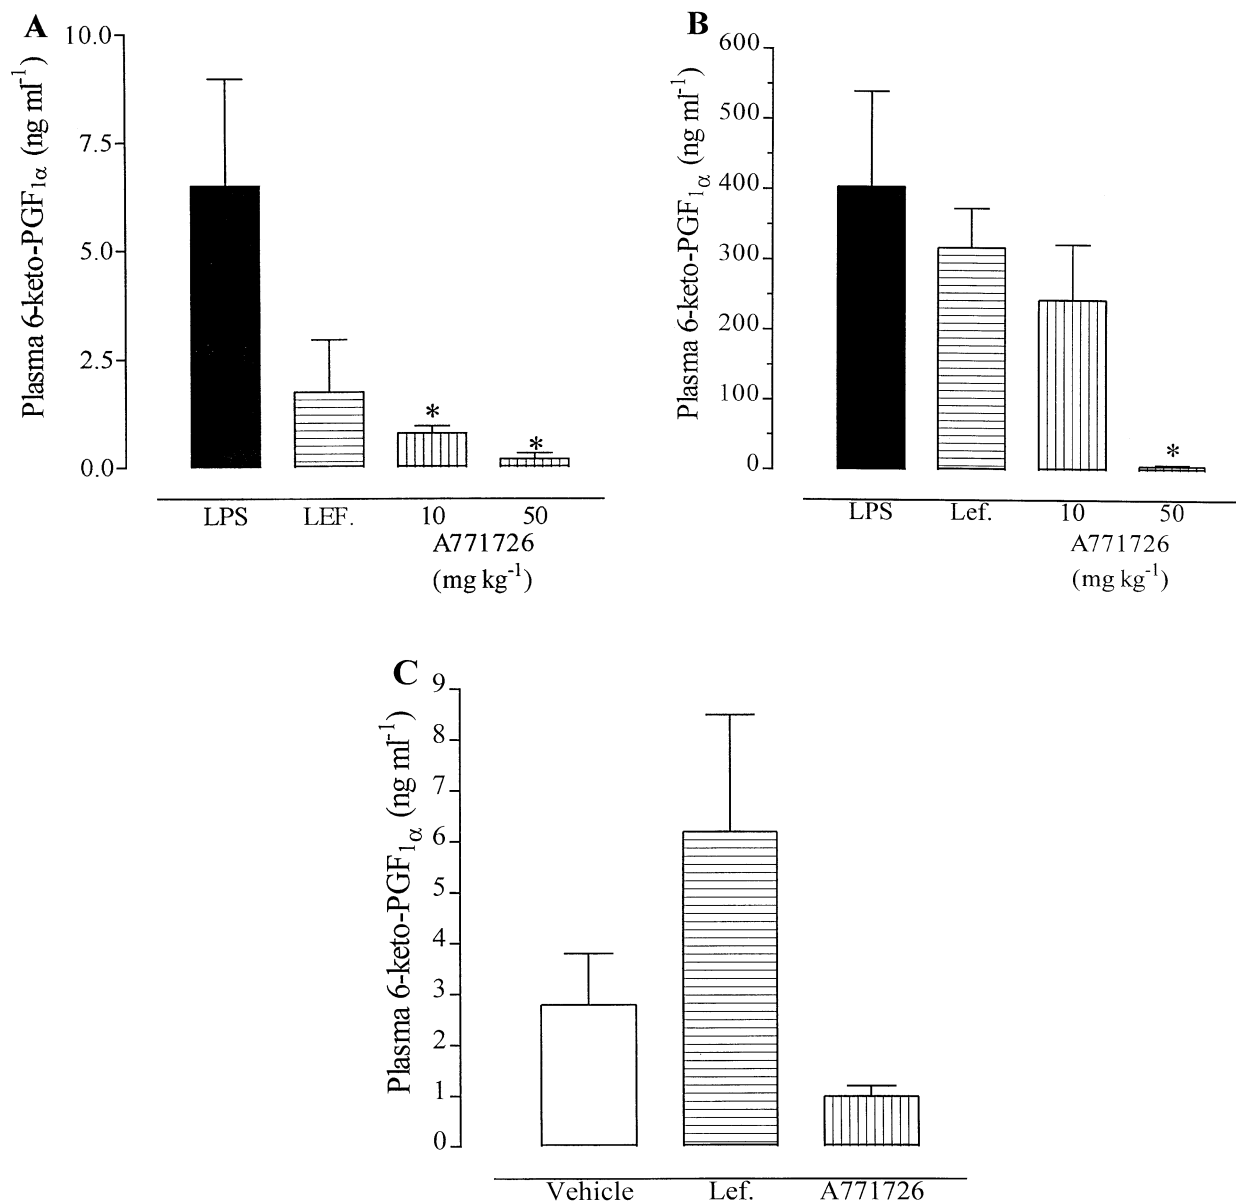 A
Plasma 6-keto-PGF1α (ng ml-1)
10.0
7.5
5.0
2.5
0.0
*
*
LPS LEF. 10 50
A771726
(mg kg-1)
B
Plasma 6-keto-PGF1α (ng ml-1)
600
500
400
300
200
100
0
*
LPS Lef. 10 50
A771726
(mg kg-1)
C
Plasma 6-keto-PGF1α (ng ml-1)
9
8
7
6
5
4
3
2
1
0
Vehicle Lef. A771726